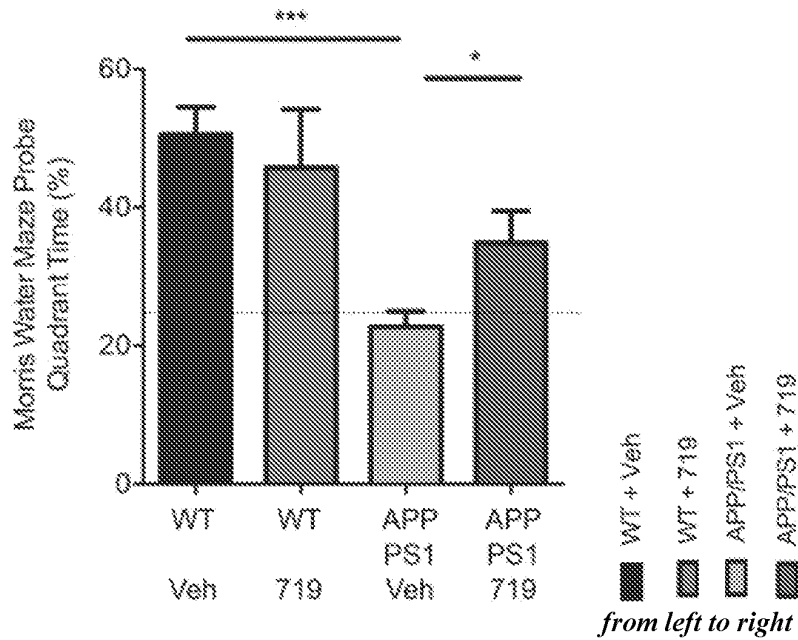 ***
*
60
40
20
0
Morris Water Maze Probe
Quadrant Time (%)
WT WT APP APP
PS1 PS1
Veh 719 Veh 719
WT + Veh
WT + 719
APP/PS1 + Veh
APP/PS1 + 719
from left to right